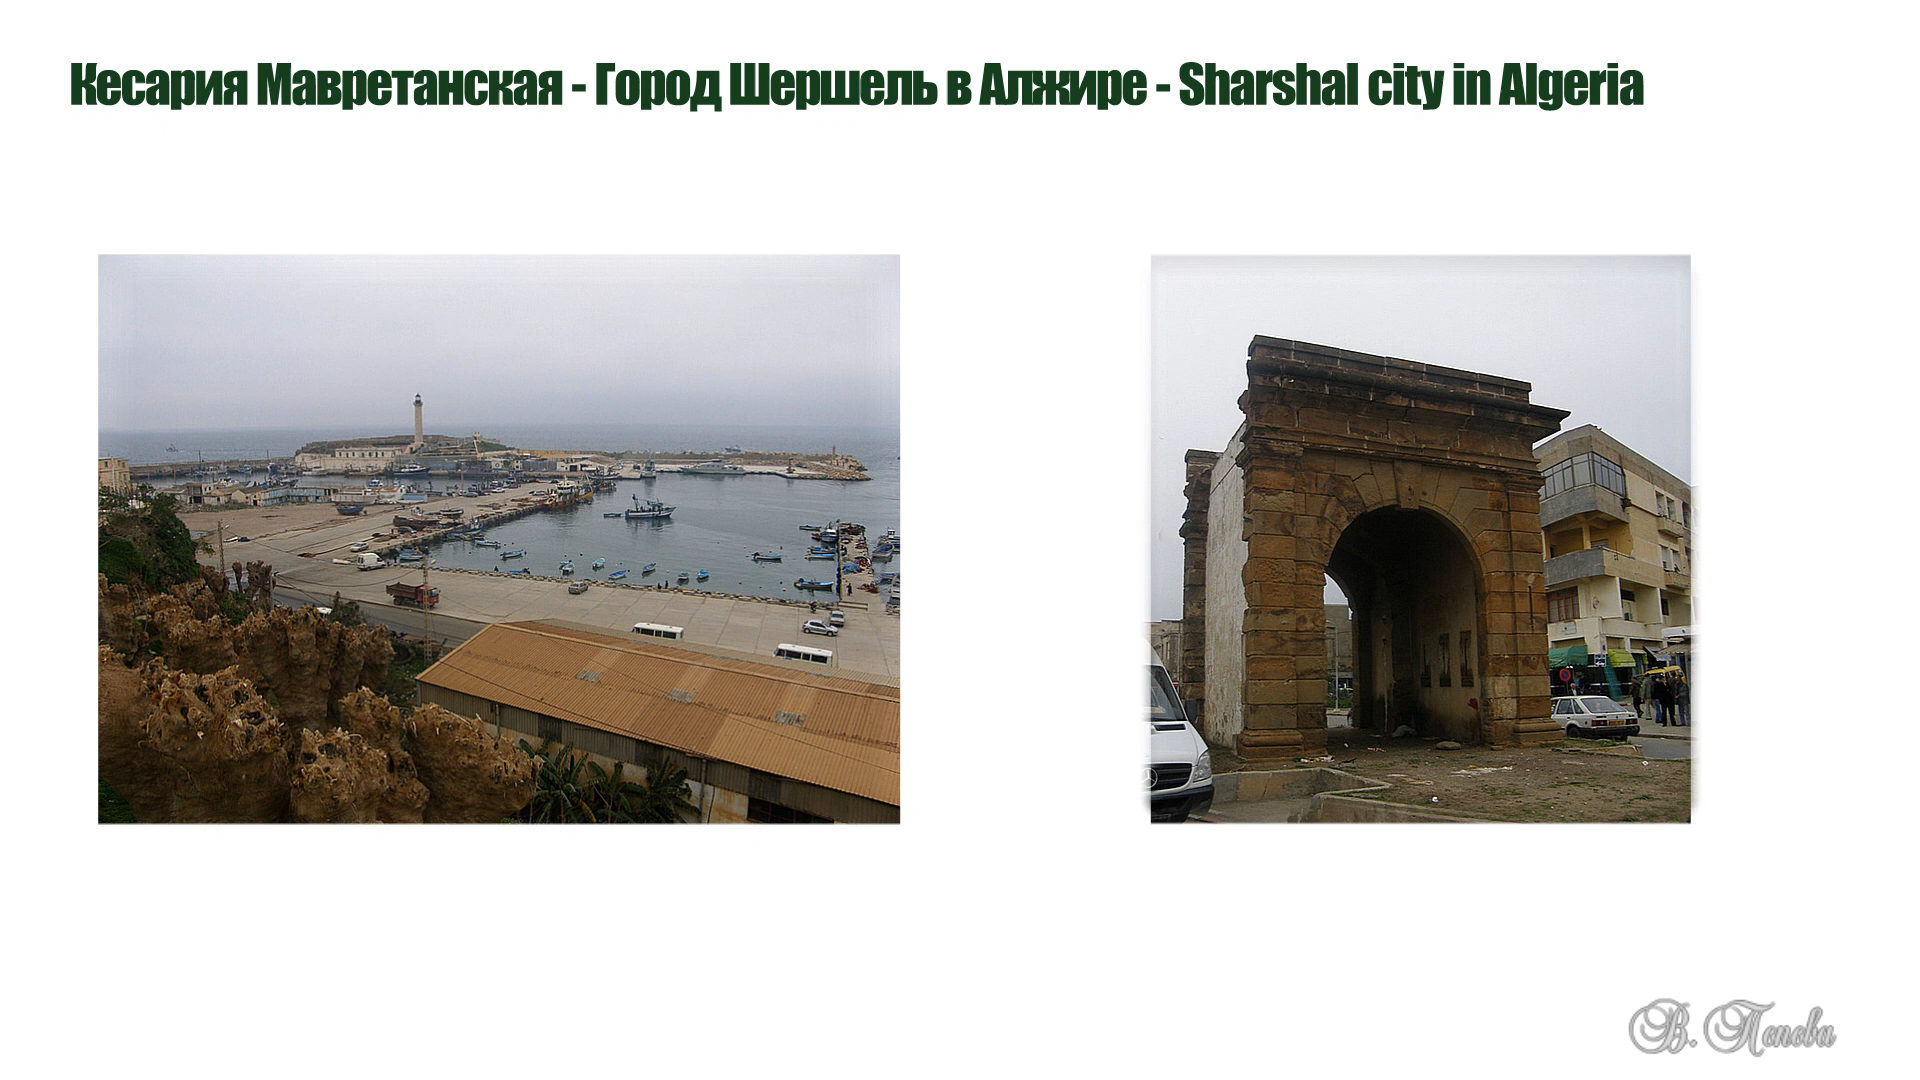 Кесария Мавретанская - Город Шершель в Алжире - Sharshal city in Algeria
В. Попова